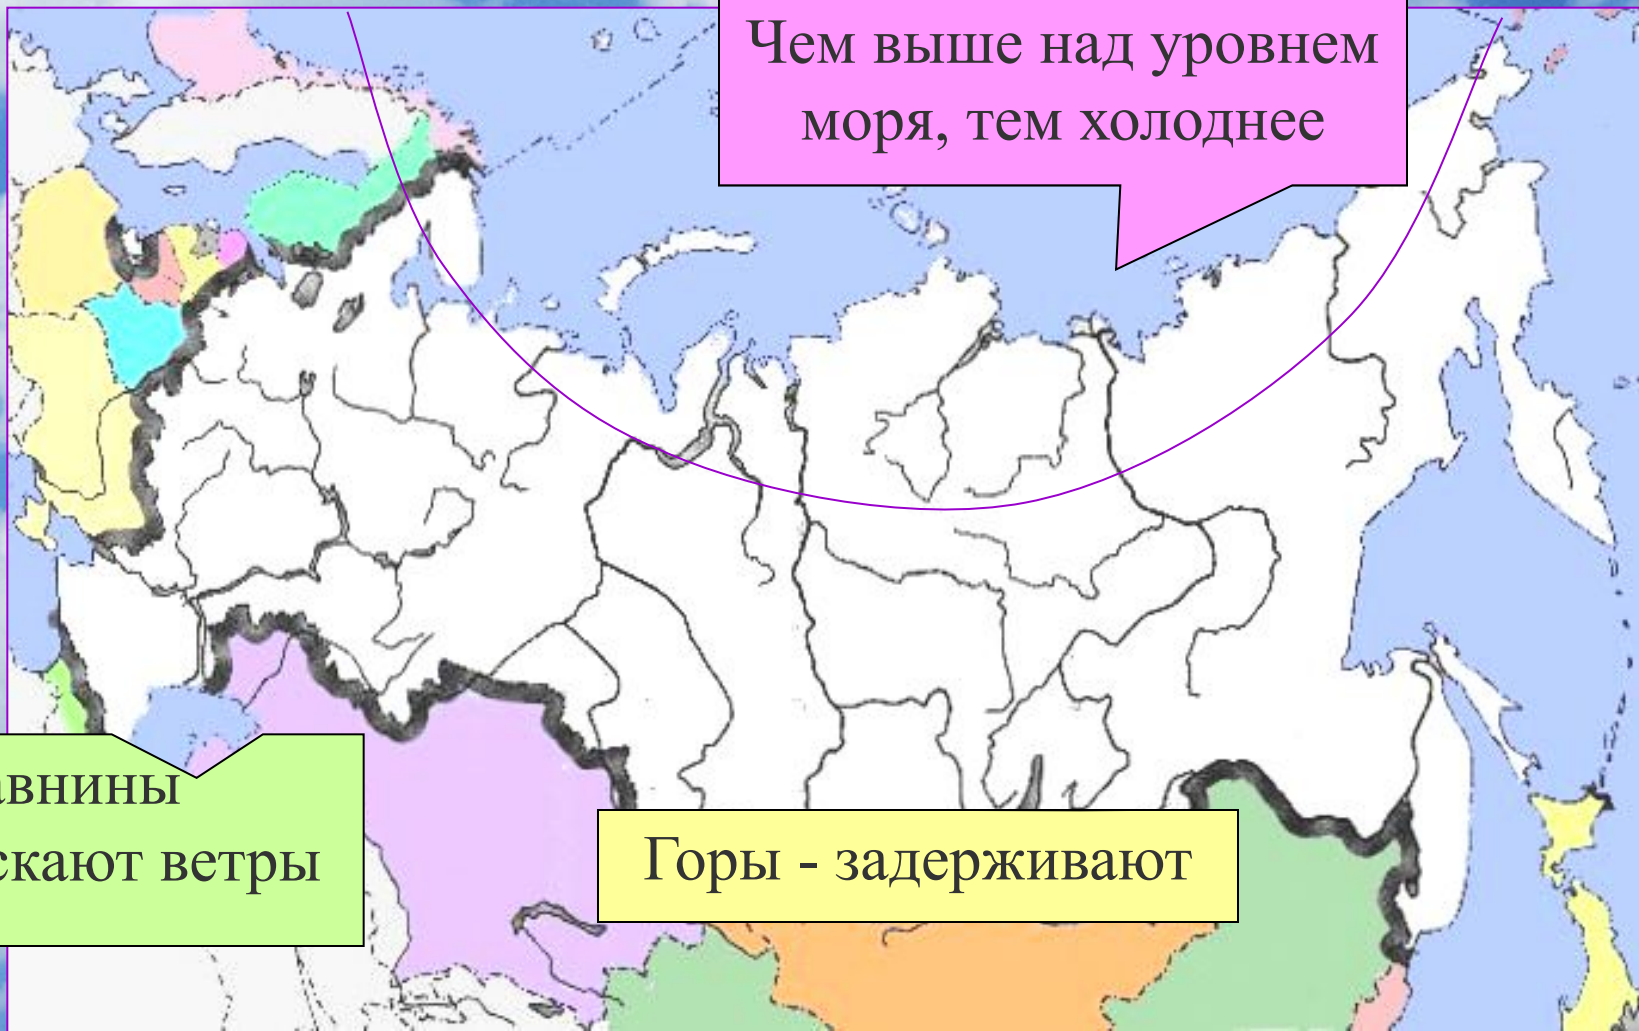 Чем выше над уровнем
моря, тем холоднее
авнины
скают ветры
Горы - задерживают